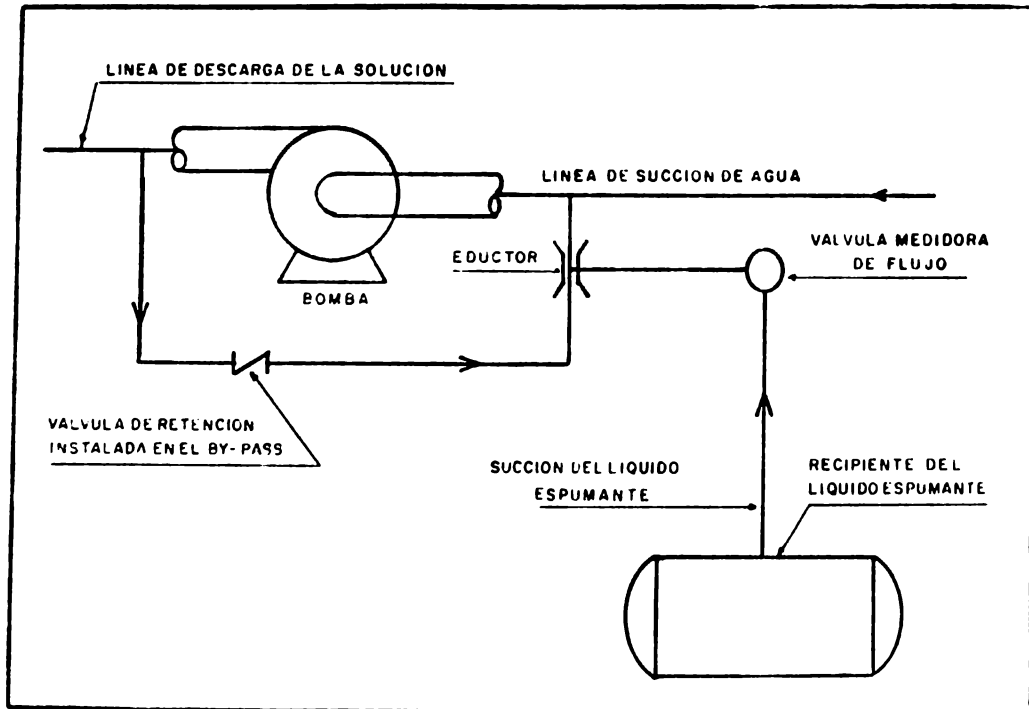 LINEA DE DESCARGA DE LA SOLUCION
LINEA DE SUCCION DE AGUA
VALVULA MEDIDORA
DE FLUJO
EDUCTOR
BOMBA
VALVULA DE RETENCION
INSTALADA EN EL BY-PASS
SUCCION DEL LIQUIDO
ESPUMANTE
RECIPIENTE DEL
LIQUIDO ESPUMANTE